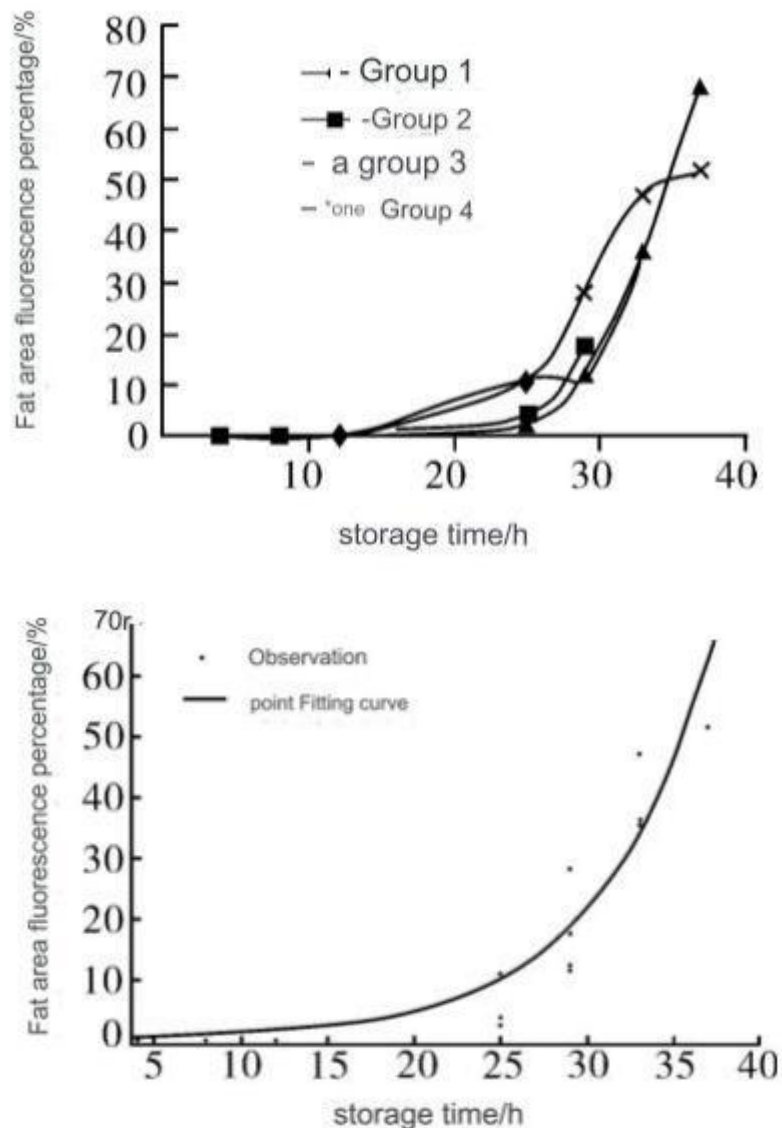 Fat area fluorescence percentage/%
80
70
60
50
40
30
20
10
0
- Group 1
-Group 2
- a group 3
- *one Group 4
10 20 30 40
storage time/h
Fat area fluorescence percentage/%
70r
60
50
40
30
20
10
0
Observation
point Fitting curve
5 10 15 20 25 30 35 40
storage time/h